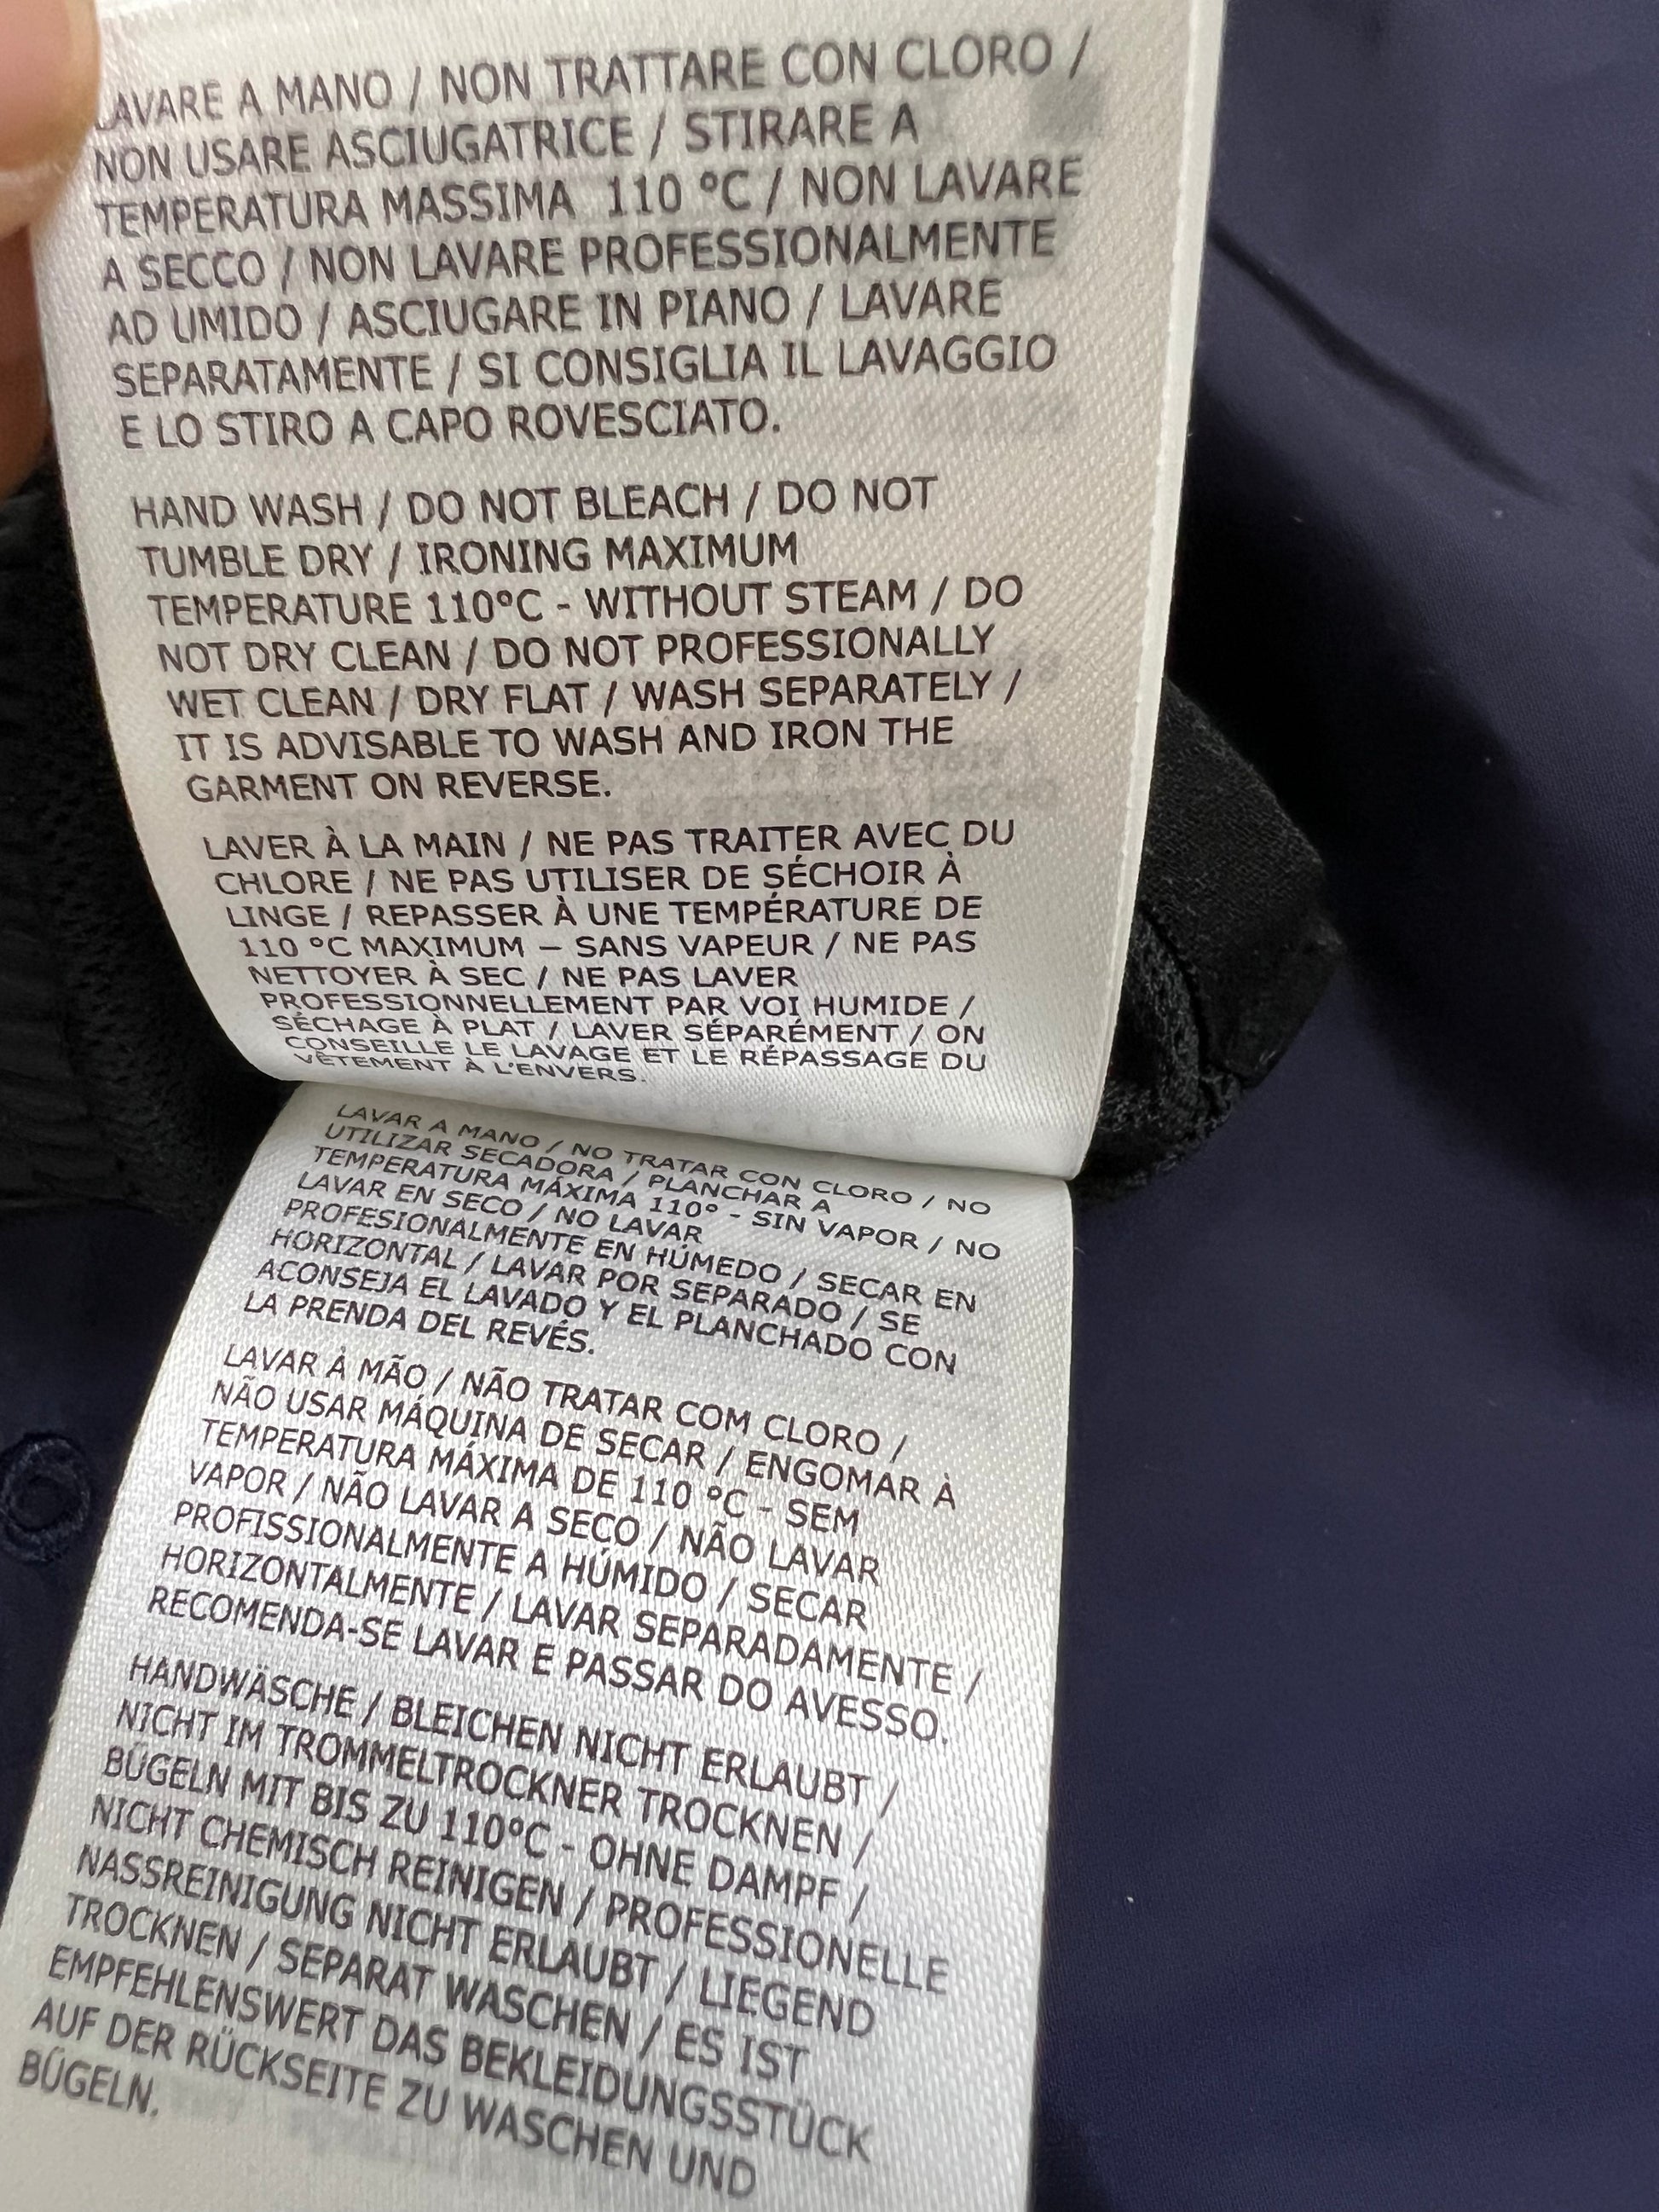 LAVARE A MANO / NON TRATTARE CON CLORO /
NON USARE ASCIUGATRICE / STIRARE A
TEMPERATURA MASSIMA 110 °C / NON LAVARE
A SECCO / NON LAVARE PROFESSIONALMENTE
AD UMIDO / ASCIUGARE IN PIANO / LAVARE
SEPARATAMENTE / SI CONSIGLIA IL LAVAGGIO
E LO STIRO A CAPO ROVESCIATO.
HAND WASH / DO NOT BLEACH / DO NOT
TUMBLE DRY / IRONING MAXIMUM
TEMPERATURE 110°C - WITHOUT STEAM / DO
NOT DRY CLEAN / DO NOT PROFESSIONALLY
WET CLEAN / DRY FLAT / WASH SEPARATELY /
IT IS ADVISABLE TO WASH AND IRON THE
GARMENT ON REVERSE.
LAVER À LA MAIN / NE PAS TRAITER AVEC DU
CHLORE / NE PAS UTILISER DE SÉCHOIR À
LINGE / REPASSER À UNE TEMPÉRATURE DE
110 °C MAXIMUM – SANS VAPEUR / NE PAS
NETTOYER À SEC / NE PAS LAVER
PROFESSIONNELLEMENT PAR VOI HUMIDE /
SÉCHAGE À PLAT / LAVER SÉPARÉMENT / ON
CONSEILLE LE LAVAGE ET LE RÉPASSAGE DU
VÊTEMENT À L'ENVERS.
LAVAR A MANO / NO TRATAR CON CLORO / NO
UTILIZAR SECADORA / PLANCHAR A
TEMPERATURA MÁXIMA 110° - SIN VAPOR / NO
LAVAR EN SECO / NO LAVAR
PROFESIONALMENTE EN HÚMEDO / SECAR EN
HORIZONTAL / LAVAR POR SEPARADO / SE
ACONSEJA EL LAVADO Y EL PLANCHADO CON
LA PRENDA DEL REVÉS.
LAVAR À MÃO / NÃO TRATAR COM CLORO /
NÃO USAR MÁQUINA DE SECAR / ENGOMAR À
TEMPERATURA MÁXIMA DE 110 °C - SEM
VAPOR / NÃO LAVAR A SECO / NÃO LAVAR
PROFISSIONALMENTE A HÚMIDO / SECAR
HORIZONTALMENTE / LAVAR SEPARADAMENTE /
RECOMENDA-SE LAVAR E PASSAR DO AVESSO.
HANDWÄSCHE / BLEICHEN NICHT ERLAUBT /
NICHT IM TROMMELTROCKNER TROCKNEN /
BÜGELN MIT BIS ZU 110°C - OHNE DAMPF /
NICHT CHEMISCH REINIGEN / PROFESSIONELLE
NASSREINIGUNG NICHT ERLAUBT / LIEGEND
TROCKNEN / SEPARAT WASCHEN / ES IST
EMPFEHLENSWERT DAS BEKLEIDUNGSSTÜCK
AUF DER RÜCKSEITE ZU WASCHEN UND
BÜGELN.